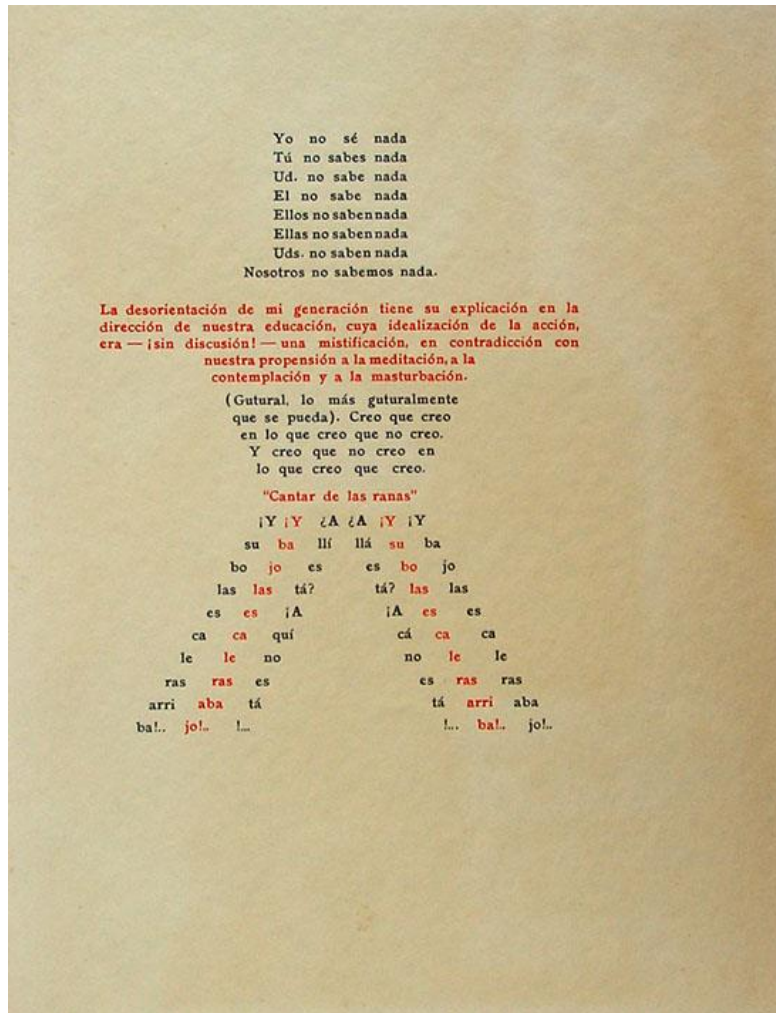 Yo no sé nada
Tú no sabes nada
Ud. no sabe nada
El no sabe nada
Ellos no saben nada
Ellas no saben nada
Uds. no saben nada
Nosotros no sabemos nada.
La desorientación de mi generación tiene su explicación en la
dirección de nuestra educación, cuya idealización de la acción,
era — ¡sin discusión! — una mistificación, en contradicción con
nuestra propensión a la meditación, a la
contemplación y a la masturbación.
(Gutural, lo más guturalmente
que se pueda). Creo que creo
en lo que creo que no creo.
Y creo que no creo en
lo que creo que creo.
"Cantar de las ranas"
¡Y ¡Y ¿A ¿A ¡Y ¡Y
su ba llí llá su ba
bo jo es es bo jo
las las tá? tá? las las
es es ¡A ¡A es es
ca ca quí cá ca ca
le le no no le le
ras ras es es ras ras
arri aba tá tá arri aba
ba!.. jo!.. !... !... ba!.. jo!..